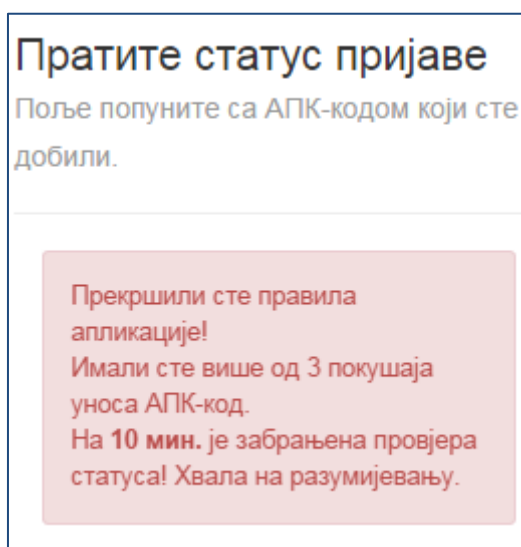 Пратите статус пријаве
Поље попуните са АПК-кодом који сте
добили.
Прекршили сте правила
апликације!
Имали сте више од 3 покушаја
уноса АПК-код.
На 10 мин. је забрањена провјера
статуса! Хвала на разумијевању.